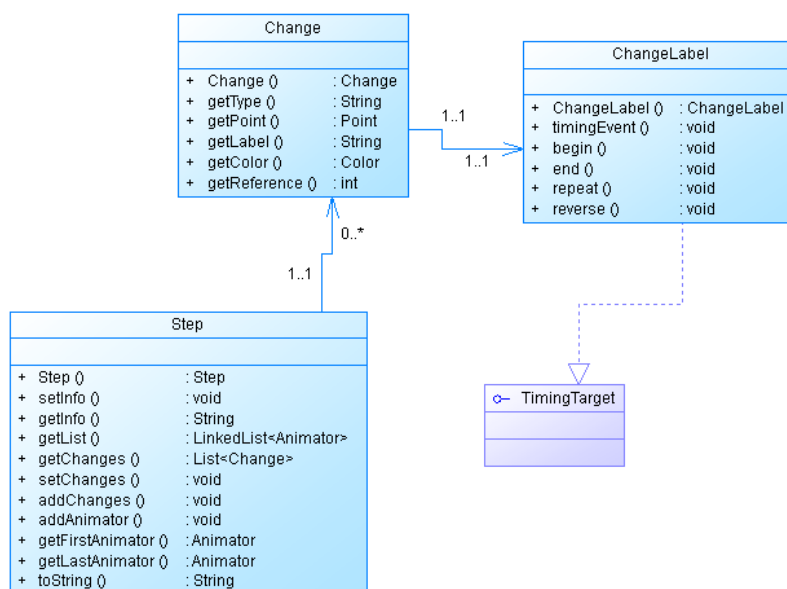 Change
+ Change () : Change
+ getType () : String
+ getPoint () : Point
+ getLabel () : String
+ getColor () : Color
+ getReference () : int
1..1
1..1
ChangeLabel
+ ChangeLabel () : ChangeLabel
+ timingEvent () : void
+ begin () : void
+ end () : void
+ repeat () : void
+ reverse () : void
0..*
1..1
Step
+ Step () : Step
+ setInfo () : void
+ getInfo () : String
+ getList () : LinkedList<Animator>
+ getChanges () : List<Change>
+ setChanges () : void
+ addChanges () : void
+ addAnimator () : void
+ getFirstAnimator () : Animator
+ getLastAnimator () : Animator
+ toString () : String
TimingTarget